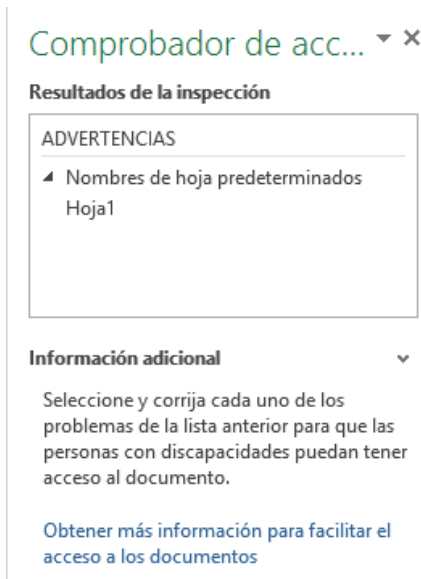 Comprobador de acc...
Resultados de la inspección
ADVERTENCIAS
Nombres de hoja predeterminados
Hoja1
Información adicional
Seleccione y corrija cada uno de los
problemas de la lista anterior para que las
personas con discapacidades puedan tener
acceso al documento.
Obtener más información para facilitar el
acceso a los documentos